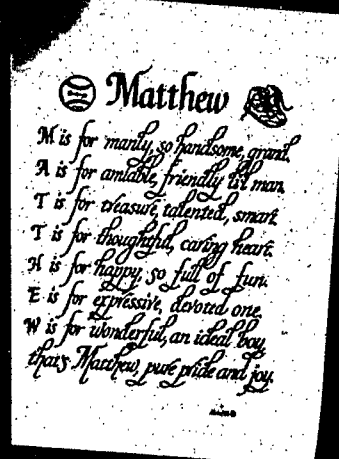 Matthew
M is for manly, so handsome, grand.
A is for amiable, friendly lil' man.
T is for treasure, talented, smart.
T is for thoughtful, caring heart.
H is for happy, so full of fun.
E is for expressive, devoted one.
W is for wonderful, an ideal boy,
that's Matthew, pure pride and joy.